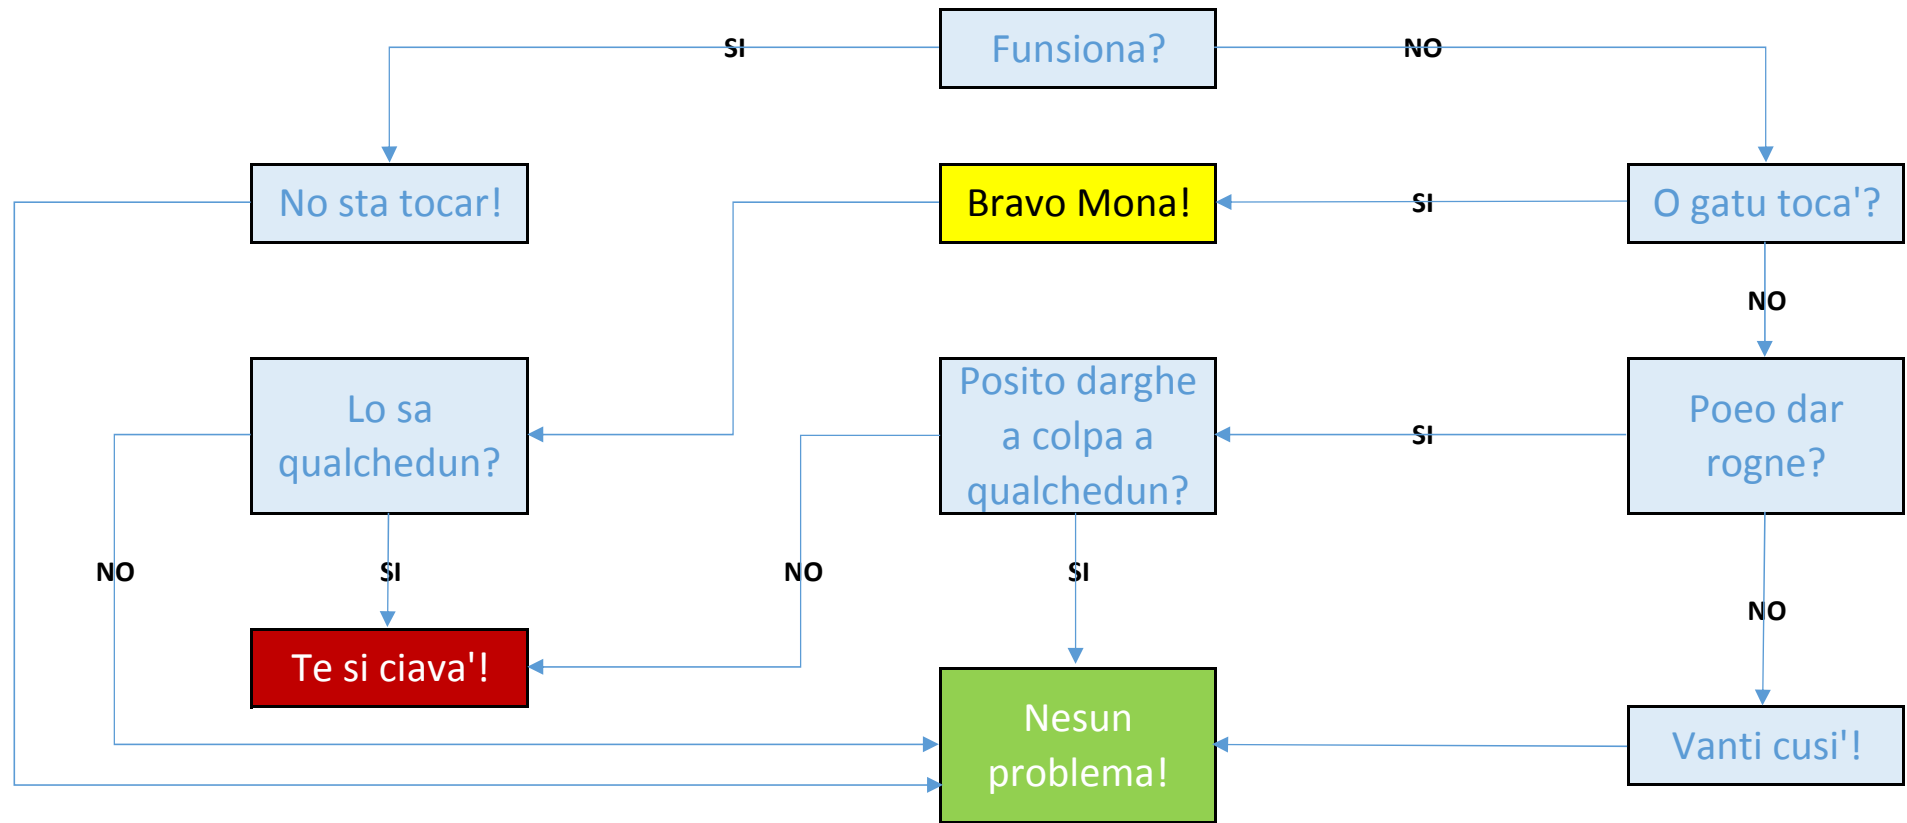 SI
Funsiona?
NO
No sta tocar!
Bravo Mona!
SI
O gatu toca'?
NO
Lo sa
qualchedun?
Posito darghe
a colpa a
qualchedun?
SI
Poeo dar
rogne?
NO
SI
NO
SI
NO
Te si ciava'!
Nesun
problema!
Vanti cusi'!